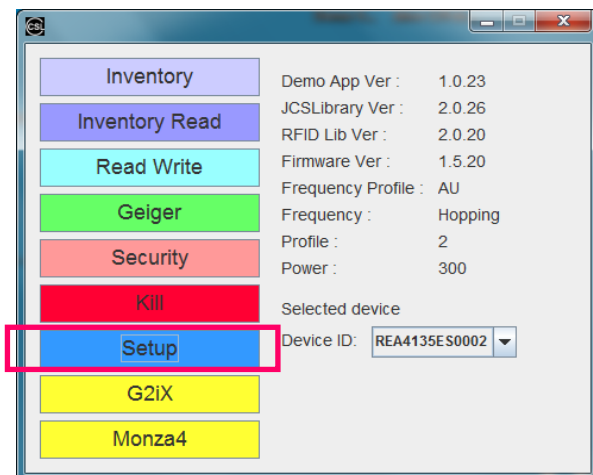 CSL
Inventory
Inventory Read
Read Write
Geiger
Security
Kill
Setup
G2iX
Monza4
Demo App Ver : 1.0.23
JCSLibrary Ver : 2.0.26
RFID Lib Ver : 2.0.20
Firmware Ver : 1.5.20
Frequency Profile : AU
Frequency : Hopping
Profile : 2
Power : 300
Selected device
Device ID: REA4135ES0002